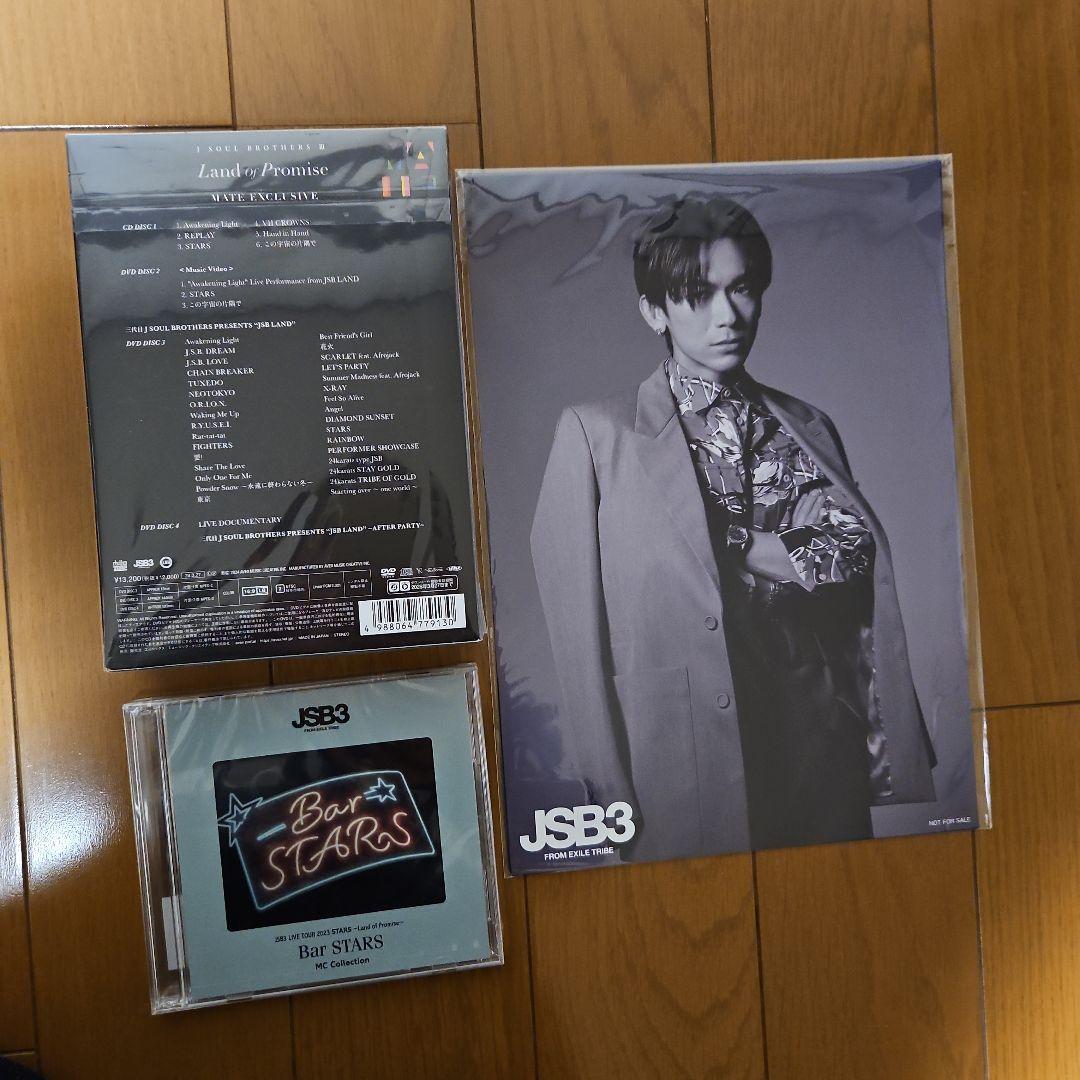 J SOUL BROTHERS III
Land of Promise
MATE EXCLUSIVE
CD DISC 1
1. Awakening Light
2. REPLAY
3. STARS
4. VII CROWNS
5. Hand in Hand
6. この宇宙の片隅で
DVD DISC 2
< Music Video >
1. "Awakening Light" Live Performance from JSB LAND
2. STARS
3. この宇宙の片隅で
三代目 J SOUL BROTHERS PRESENTS "JSB LAND"
DVD DISC 3
Awakening Light
J.S.B. DREAM
J.S.B. LOVE
CHAIN BREAKER
TUXEDO
NEOTOKYO
O.R.I.O.N.
Waking Me Up
R.Y.U.S.E.I.
Rat-tat-tat
FIGHTERS
Share The Love
Only One For Me
Powder Snow ～永遠に終わらない冬～
東京
Best Friend's Girl
花火
SCARLET feat. Afrojack
LET'S PARTY
Summer Madness feat. Afrojack
X-RAY
Feel So Alive
Angel
DIAMOND SUNSET
STARS
RAINBOW
PERFORMER SHOWCASE
24karats type JSB
24karats STAY GOLD
24karats TRIBE OF GOLD
Starting over ～ one world ～
DVD DISC 4
LIVE DOCUMENTARY
三代目 J SOUL BROTHERS PRESENTS "JSB LAND" ~AFTER PARTY~
JSB3
DVD
¥13,200
MADE IN JAPAN
STEREO
4 988064 779130
JSB3
FROM EXILE TRIBE
Bar
STARS
JSB3 LIVE TOUR 2023 STARS ～Land of Promise～
Bar STARS
MC Collection
JSB3
FROM EXILE TRIBE
NOT FOR SALE